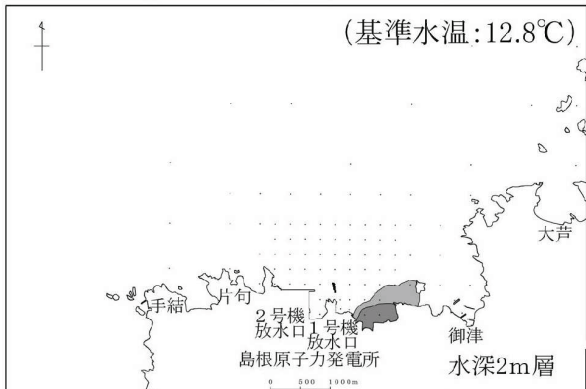 (基準水温:12.8℃)
大芦
手結
片句
2号機
放水口
1号機
放水口
御津
島根原子力発電所
水深2m層
0 500 1000m